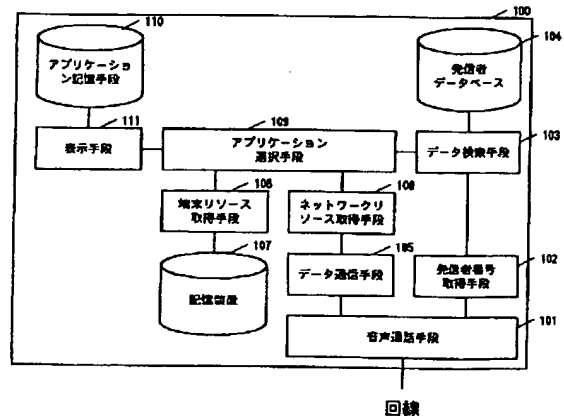 100
110
アプリケーショ
ン記憶手段
104
発信者
データベース
111
表示手段
109
アプリケーション
選択手段
103
データ検索手段
106
端末リソース
取得手段
108
ネットワークリ
ソース取得手段
107
記憶装置
105
データ通信手段
102
発信者番号
取得手段
101
音声通話手段
回線